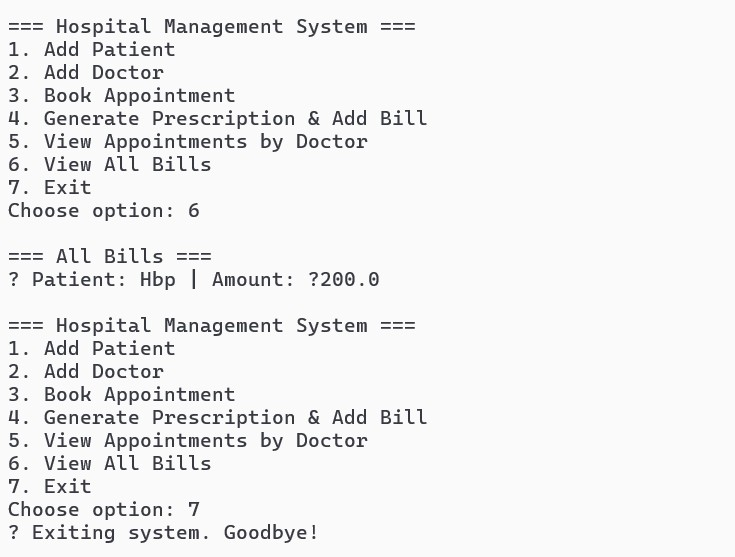 === Hospital Management System ===
1. Add Patient
2. Add Doctor
3. Book Appointment
4. Generate Prescription & Add Bill
5. View Appointments by Doctor
6. View All Bills
7. Exit
Choose option: 6
=== All Bills ===
? Patient: Hbp | Amount: ?200.0
=== Hospital Management System ===
1. Add Patient
2. Add Doctor
3. Book Appointment
4. Generate Prescription & Add Bill
5. View Appointments by Doctor
6. View All Bills
7. Exit
Choose option: 7
? Exiting system. Goodbye!